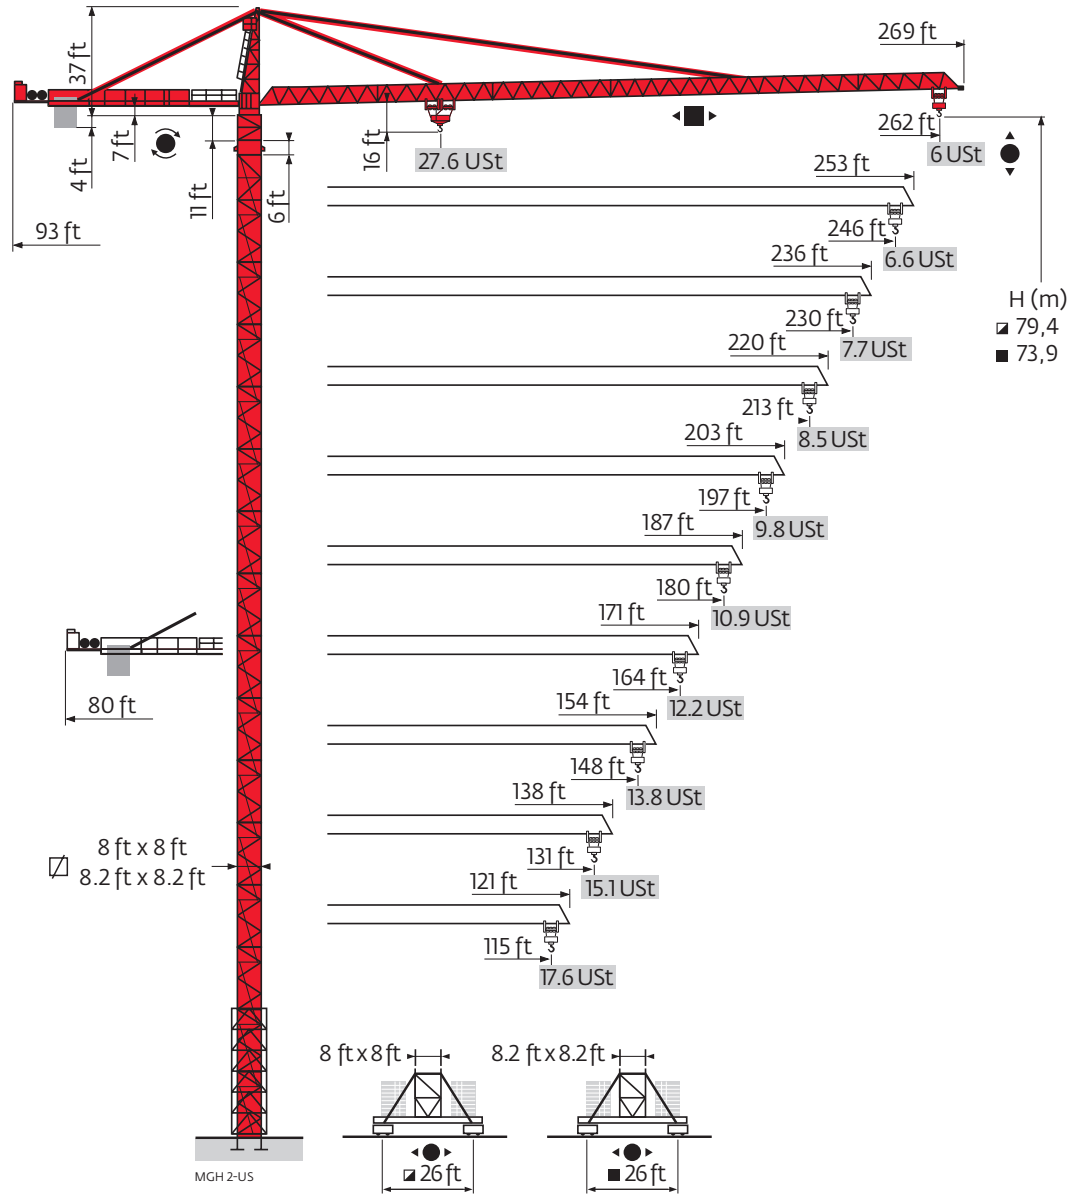 269 ft
37 ft
262 ft
6 USt
7 ft
4 ft
16 ft
27.6 USt
11 ft
6 ft
93 ft
253 ft
246 ft
6.6 USt
236 ft
230 ft
7.7 USt
H (m)
79,4
73,9
220 ft
213 ft
8.5 USt
203 ft
197 ft
9.8 USt
187 ft
180 ft
10.9 USt
171 ft
164 ft
12.2 USt
80 ft
154 ft
148 ft
13.8 USt
138 ft
131 ft
15.1 USt
8 ft x 8 ft
8.2 ft x 8.2 ft
121 ft
115 ft
17.6 USt
8 ft x 8 ft
8.2 ft x 8.2 ft
MGH 2-US
26 ft
26 ft